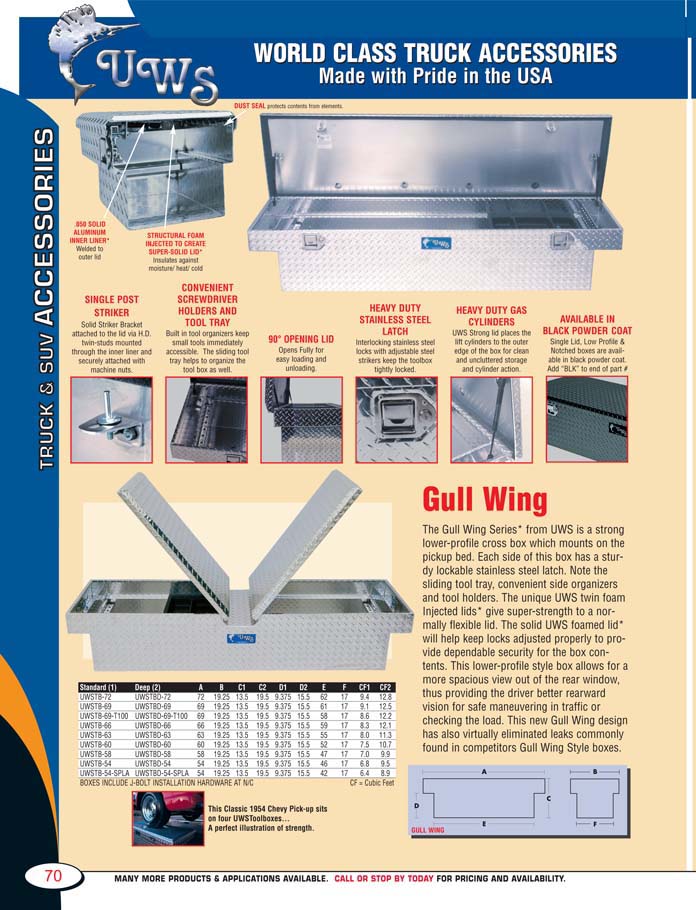 UWS
WORLD CLASS TRUCK ACCESSORIES
Made with Pride in the USA
TRUCK & SUV ACCESSORIES
DUST SEAL protects contents from elements.
.050 SOLID
ALUMINUM
INNER LINER*
Welded to
outer lid
STRUCTURAL FOAM
INJECTED TO CREATE
SUPER-SOLID LID*
Insulates against
moisture/ heat/ cold
SINGLE POST
STRIKER
Solid Striker Bracket
attached to the lid via H.D.
twin-studs mounted
through the inner liner and
securely attached with
machine nuts.
CONVENIENT
SCREWDRIVER
HOLDERS AND
TOOL TRAY
Built in tool organizers keep
small tools immediately
accessible. The sliding tool
tray helps to organize the
tool box as well.
90° OPENING LID
Opens Fully for
easy loading and
unloading.
HEAVY DUTY
STAINLESS STEEL
LATCH
Interlocking stainless steel
locks with adjustable steel
strikers keep the toolbox
tightly locked.
HEAVY DUTY GAS
CYLINDERS
UWS Strong lid places the
lift cylinders to the outer
edge of the box for clean
and uncluttered storage
and cylinder action.
AVAILABLE IN
BLACK POWDER COAT
Single Lid, Low Profile &
Notched boxes are avail-
able in black powder coat.
Add "BLK" to end of part #
Gull Wing
The Gull Wing Series* from UWS is a strong
lower-profile cross box which mounts on the
pickup bed. Each side of this box has a stur-
dy lockable stainless steel latch. Note the
sliding tool tray, convenient side organizers
and tool holders. The unique UWS twin foam
Injected lids* give super-strength to a nor-
mally flexible lid. The solid UWS foamed lid*
will help keep locks adjusted properly to pro-
vide dependable security for the box con-
tents. This lower-profile style box allows for a
more spacious view out of the rear window,
thus providing the driver better rearward
vision for safe maneuvering in traffic or
checking the load. This new Gull Wing design
has also virtually eliminated leaks commonly
found in competitors Gull Wing Style boxes.
UWS
Standard (1) Deep (2) A B C1 C2 D1 D2 E F CF1 CF2
UWSTB-72 UWSTBD-72 72 19.25 13.5 19.5 9.375 15.5 62 17 9.4 12.8
UWSTB-69 UWSTBD-69 69 19.25 13.5 19.5 9.375 15.5 61 17 9.1 12.5
UWSTB-69-T100 UWSTBD-69-T100 69 19.25 13.5 19.5 9.375 15.5 58 17 8.6 12.2
UWSTB-66 UWSTBD-66 66 19.25 13.5 19.5 9.375 15.5 59 17 8.3 12.1
UWSTB-63 UWSTBD-63 63 19.25 13.5 19.5 9.375 15.5 55 17 8.0 11.3
UWSTB-60 UWSTBD-60 60 19.25 13.5 19.5 9.375 15.5 52 17 7.5 10.7
UWSTB-58 UWSTBD-58 58 19.25 13.5 19.5 9.375 15.5 47 17 7.0 9.9
UWSTB-54 UWSTBD-54 54 19.25 13.5 19.5 9.375 15.5 46 17 6.8 9.5
UWSTB-54-SPLA UWSTBD-54-SPLA 54 19.25 13.5 19.5 9.375 15.5 42 17 6.4 8.9
BOXES INCLUDE J-BOLT INSTALLATION HARDWARE AT N/C CF = Cubic Feet
This Classic 1954 Chevy Pick-up sits
on four UWSToolboxes...
A perfect illustration of strength.
A
B
C
D
E
F
GULL WING
70
MANY MORE PRODUCTS & APPLICATIONS AVAILABLE. CALL OR STOP BY TODAY FOR PRICING AND AVAILABILITY.